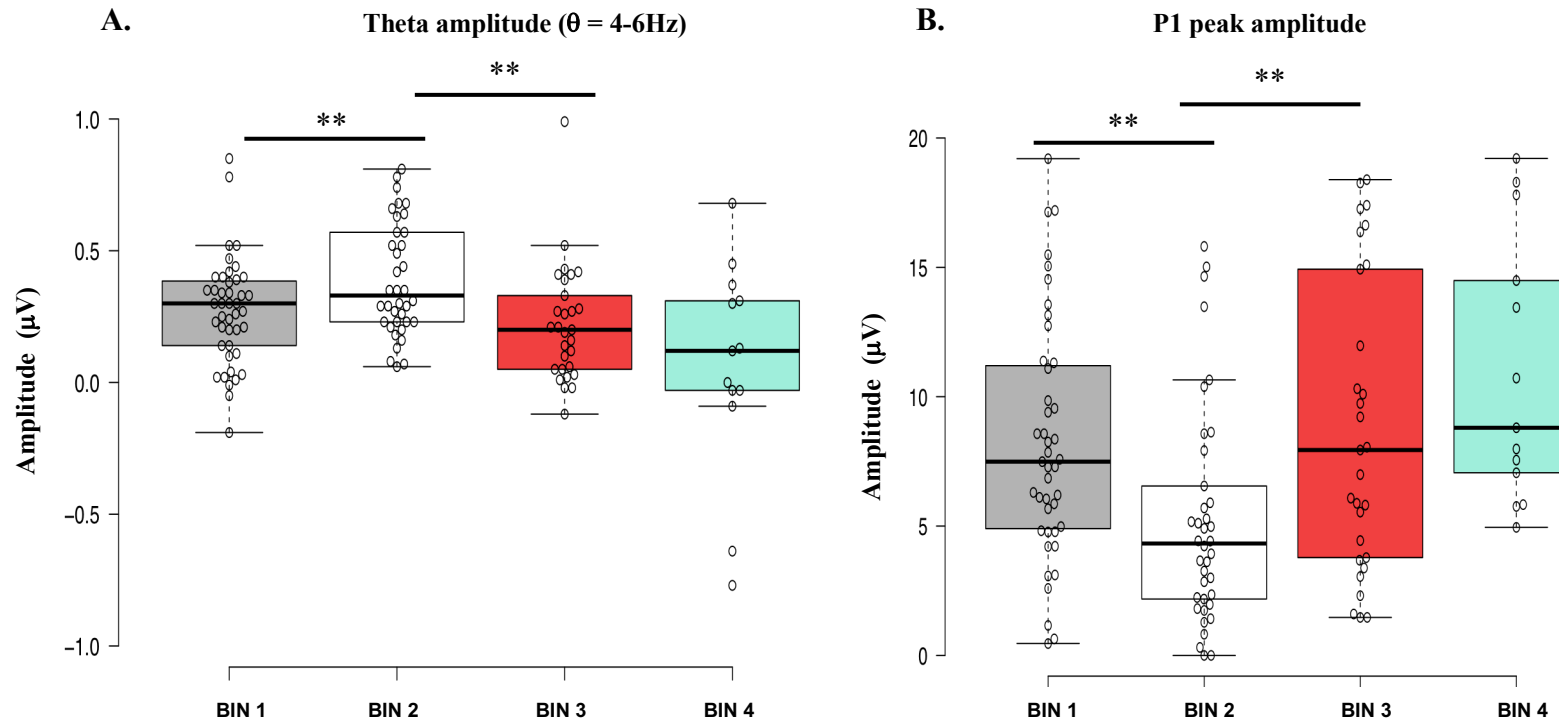 A.
Theta amplitude (θ = 4-6Hz)
**
**
Amplitude (µV)
1.0
0.5
0.0
−0.5
−1.0
BIN 1 BIN 2 BIN 3 BIN 4
B.
P1 peak amplitude
**
**
Amplitude (µV)
20
15
10
5
0
BIN 1 BIN 2 BIN 3 BIN 4